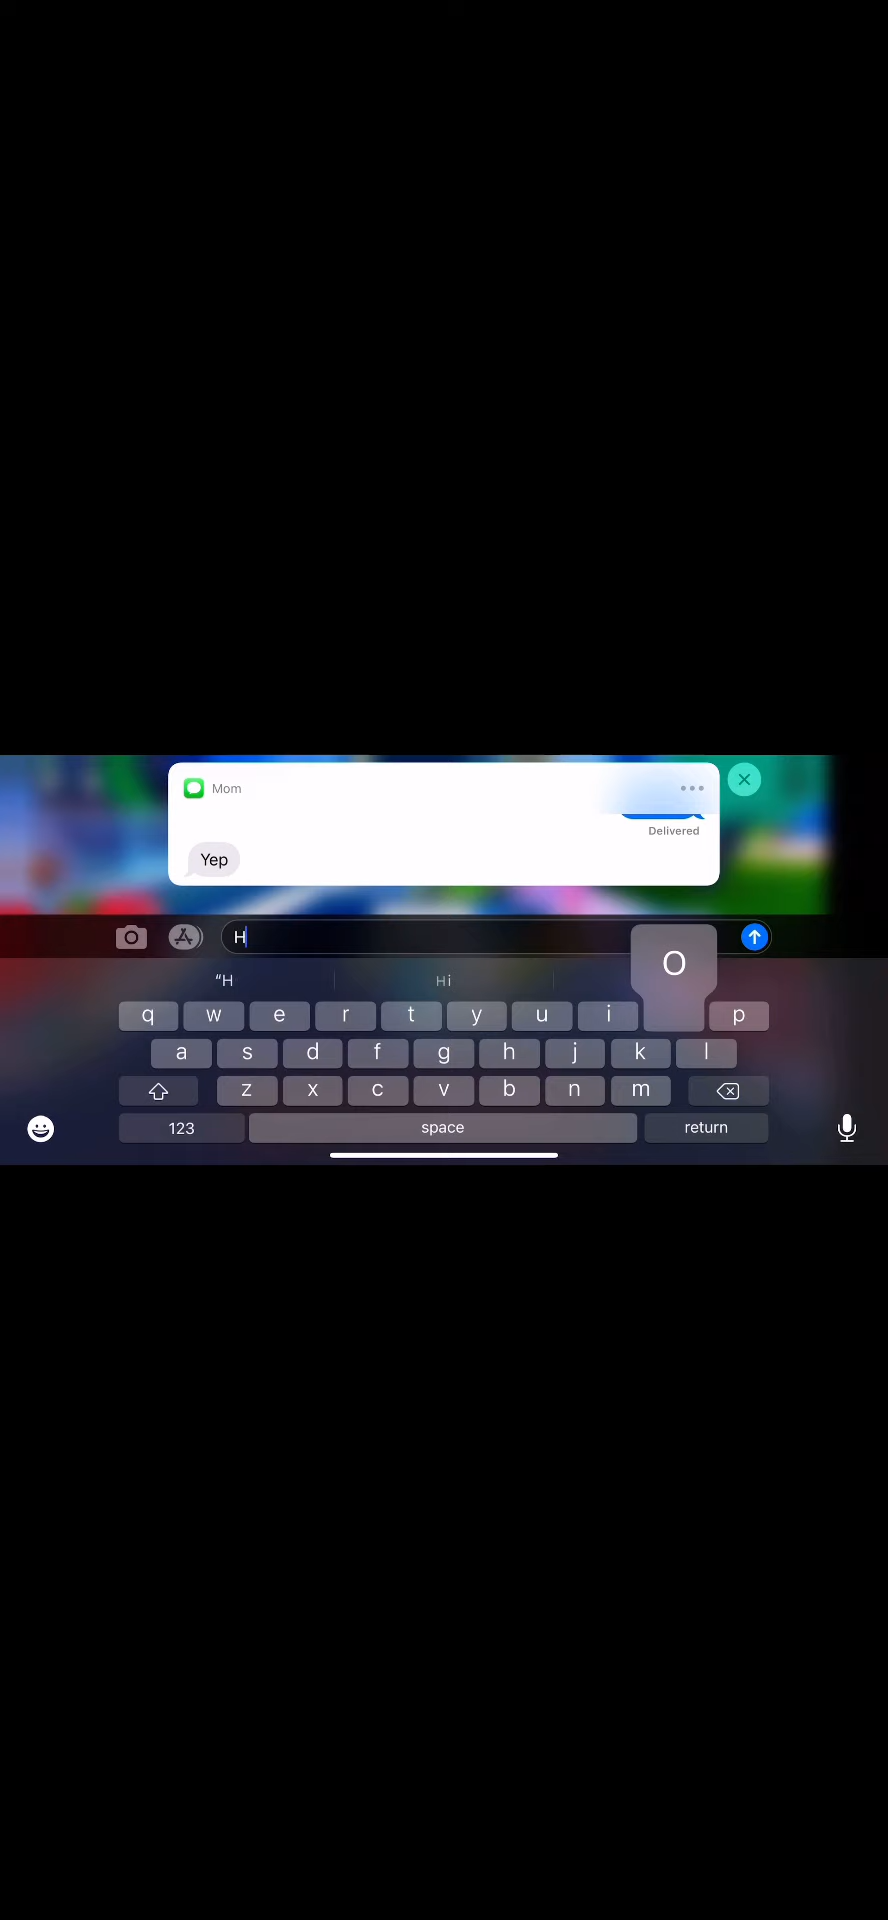 Mom
Delivered
Yep
H
“H
Hi
O
q w e r t y u i p
a s d f g h j k l
z x c v b n m
123 space return